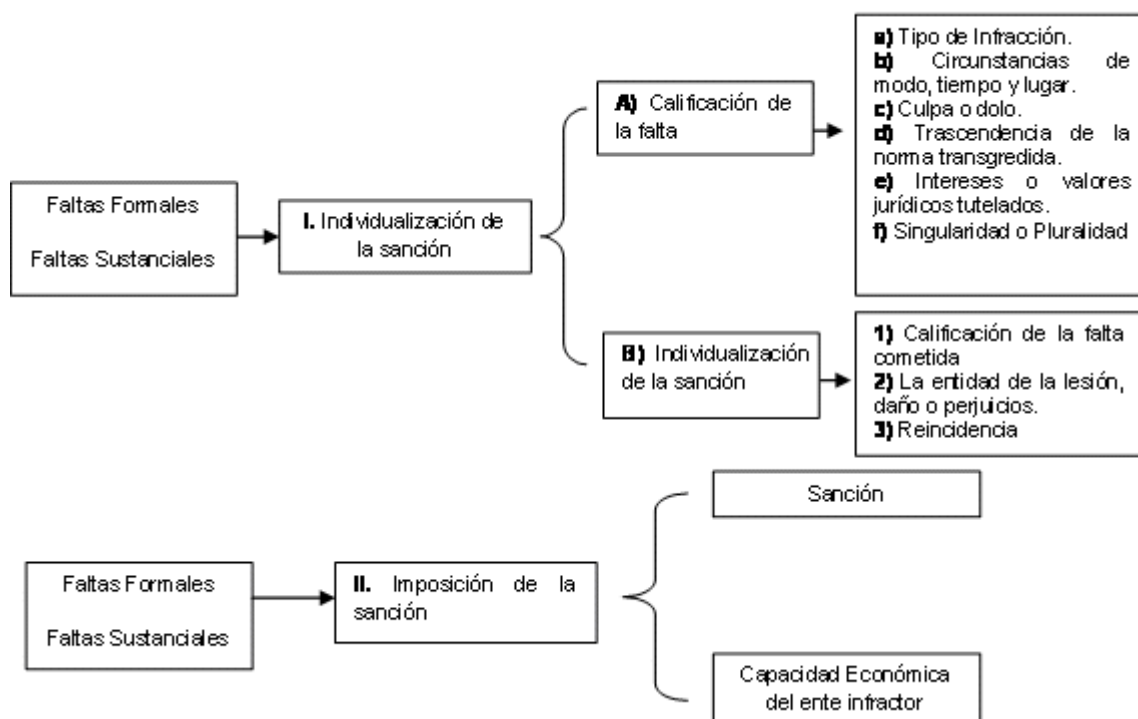 Faltas Formales
Faltas Sustanciales
I. Individualización de
la sanción
A) Calificación de
la falta
a) Tipo de Infracción.
b) Circunstancias de
modo, tiempo y lugar.
c) Culpa o dolo.
d) Trascendencia de la
norma transgredida.
e) Intereses o valores
jurídicos tutelados.
f) Singularidad o Pluralidad
B) Individualización
de la sanción
1) Calificación de la falta
cometida
2) La entidad de la lesión,
daño o perjuicios.
3) Reincidencia
Faltas Formales
Faltas Sustanciales
II. Imposición de la
sanción
Sanción
Capacidad Económica
del ente infractor